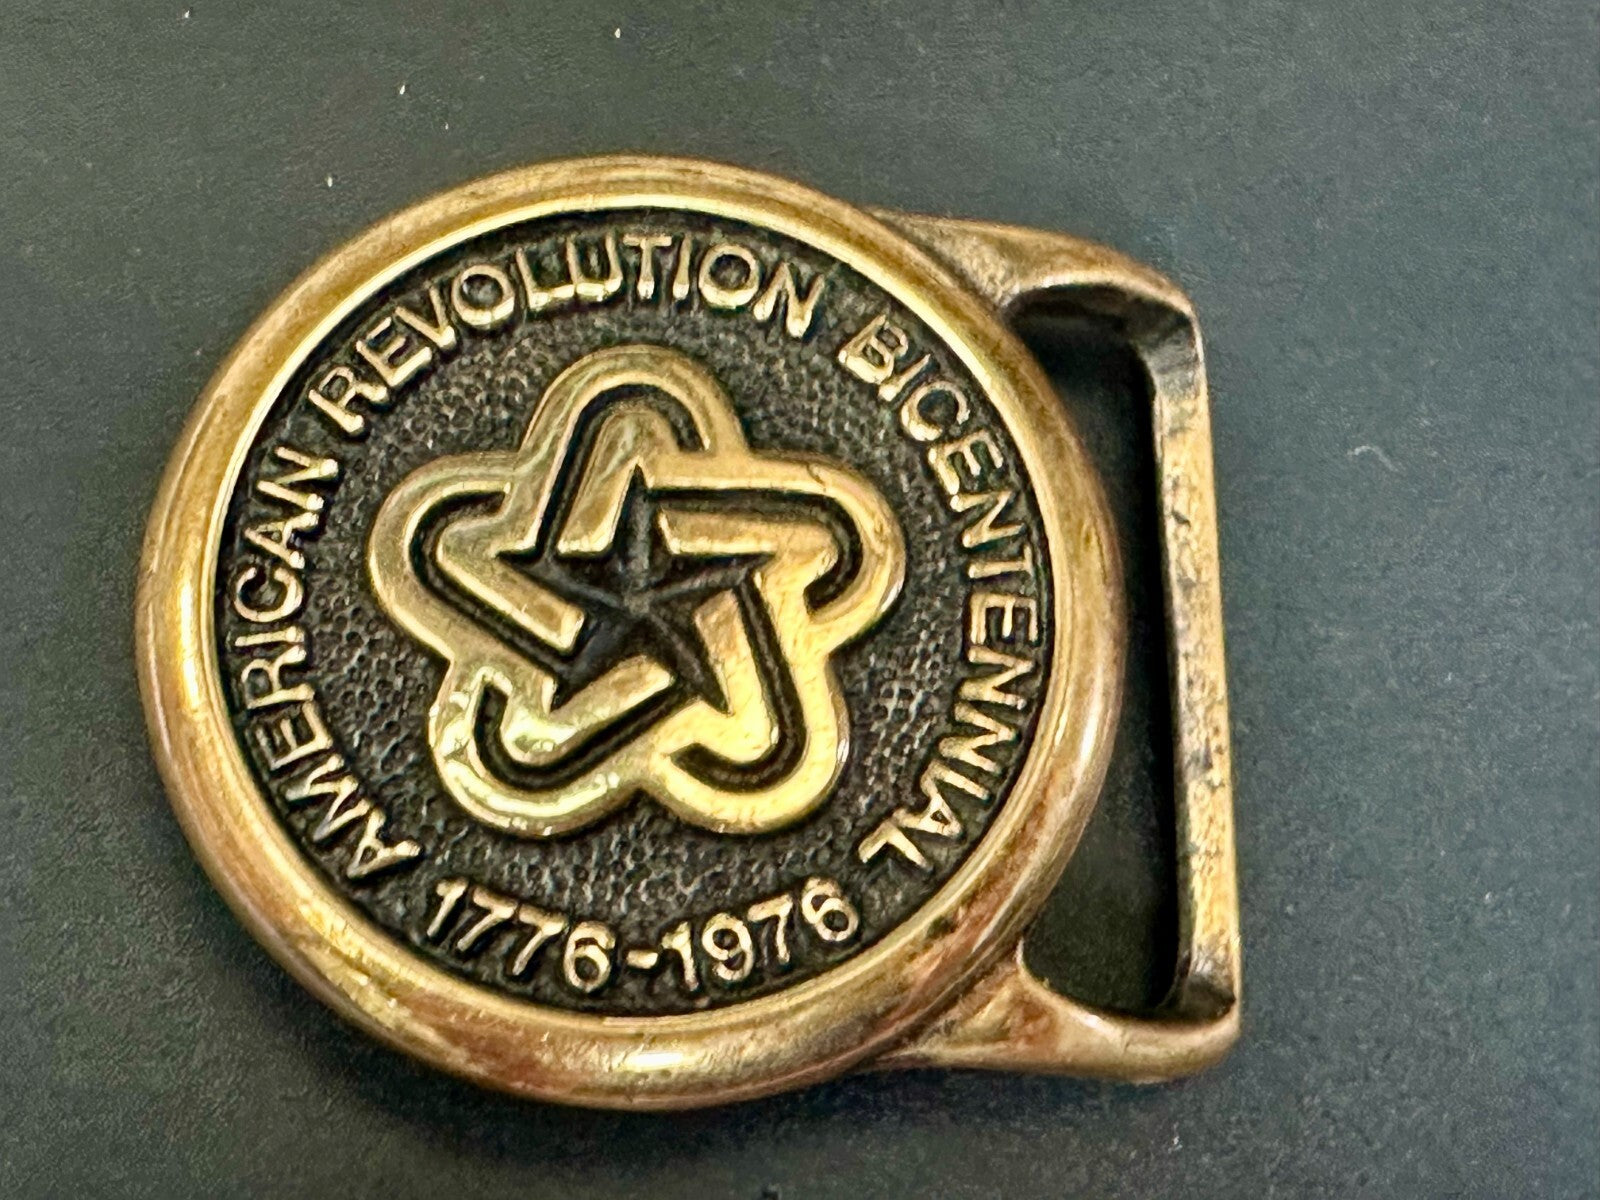 AMERICAN REVOLUTION BICENTENNIAL
1776-1976